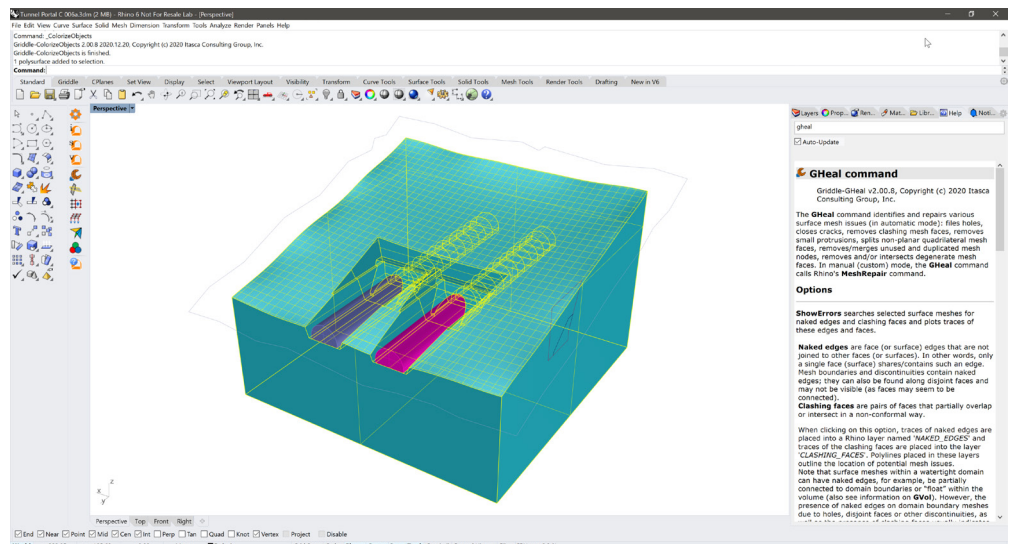 Tunnel Portal C 006a.3dm (2 MB) - Rhino 6 Not For Resale Lab - [Perspective]
File Edit View Curve Surface Solid Mesh Dimension Transform Tools Analyze Render Panels Help
Command: _ColorizeObjects
Griddle-ColorizeObjects 2.00.8 2020.12.20, Copyright (c) 2020 Itasca Consulting Group, Inc.
Griddle-ColorizeObjects is finished.
1 polysurface added to selection.
Command:
Standard Griddle CPlanes Set View Display Select Viewport Layout Visibility Transform Curve Tools Surface Tools Solid Tools Mesh Tools Render Tools Drafting New in V6
Perspective
z
x
y
Perspective Top Front Right
Layers Prop... Ren... Mat... Libr... Help Noti...
gheal
Auto-Update
GHeal command
Griddle-GHeal v2.00.8, Copyright (c) 2020 Itasca
Consulting Group, Inc.
The GHeal command identifies and repairs various
surface mesh issues (in automatic mode): files holes,
closes cracks, removes clashing mesh faces, removes
small protrusions, splits non-planar quadrilateral mesh
faces, removes/merges unused and duplicated mesh
nodes, removes and/or intersects degenerate mesh
faces. In manual (custom) mode, the GHeal command
calls Rhino's MeshRepair command.
Options
ShowErrors searches selected surface meshes for
naked edges and clashing faces and plots traces of
these edges and faces.
Naked edges are face (or surface) edges that are not
joined to other faces (or surfaces). In other words, only
a single face (surface) shares/contains such an edge.
Mesh boundaries and discontinuities contain naked
edges; they can also be found along disjoint faces and
may not be visible (as faces may seem to be
connected).
Clashing faces are pairs of faces that partially overlap
or intersect in a non-conformal way.
When clicking on this option, traces of naked edges are
placed into a Rhino layer named 'NAKED_EDGES' and
traces of the clashing faces are placed into the layer
'CLASHING_FACES'. Polylines placed in these layers
outline the location of potential mesh issues.
Note that surface meshes within a watertight domain
can have naked edges, for example, be partially
connected to domain boundaries or "float" within the
volume (also see information on GVol). However, the
presence of naked edges on domain boundary meshes
due to holes, disjoint faces or other discontinuities, as
End Near Point Mid Cen Int Perp Tan Quad Knot Vertex Project Disable